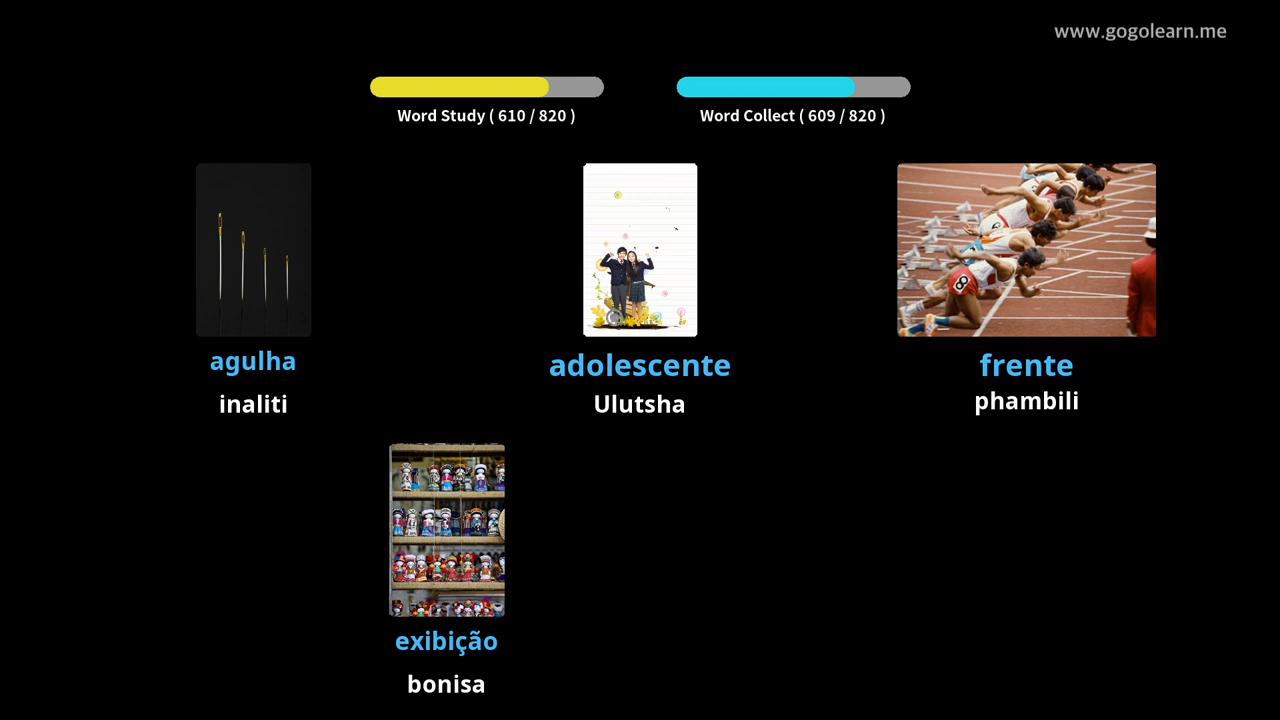 www.gogolearn.me
Word Study ( 610 / 820 )
Word Collect ( 609 / 820 )
agulha
inaliti
adolescente
Ulutsha
frente
phambili
exibição
bonisa